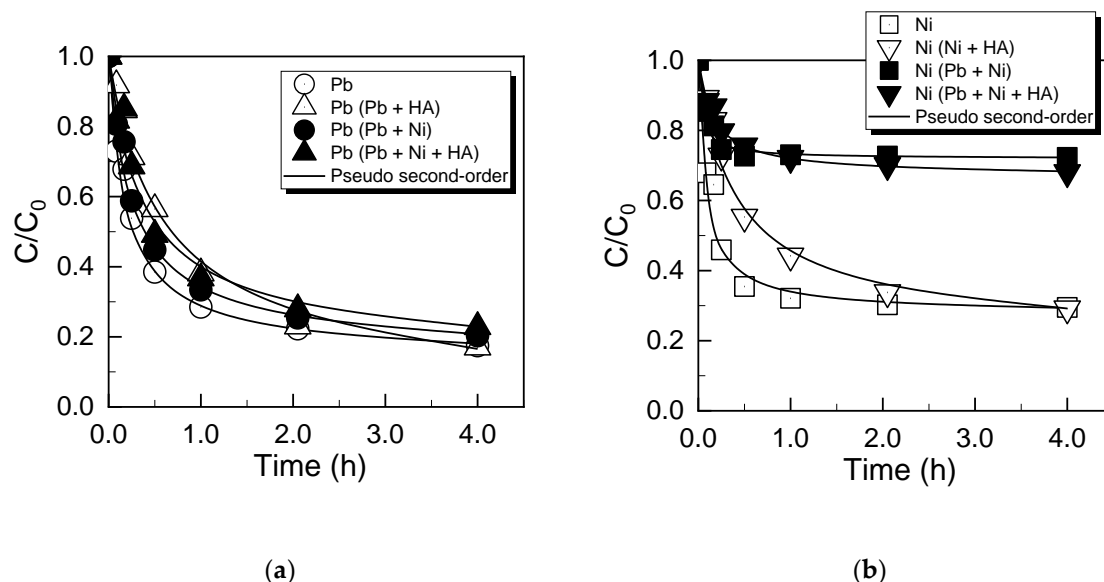 1.0
0.8
0.6
0.4
0.2
0.0
C/C0
0.0 1.0 2.0 3.0 4.0
Time (h)
Pb
Pb (Pb + HA)
Pb (Pb + Ni)
Pb (Pb + Ni + HA)
Pseudo second-order
(a)
1.0
0.8
0.6
0.4
0.2
0.0
C/C0
0.0 1.0 2.0 3.0 4.0
Time (h)
Ni
Ni (Ni + HA)
Ni (Pb + Ni)
Ni (Pb + Ni + HA)
Pseudo second-order
(b)